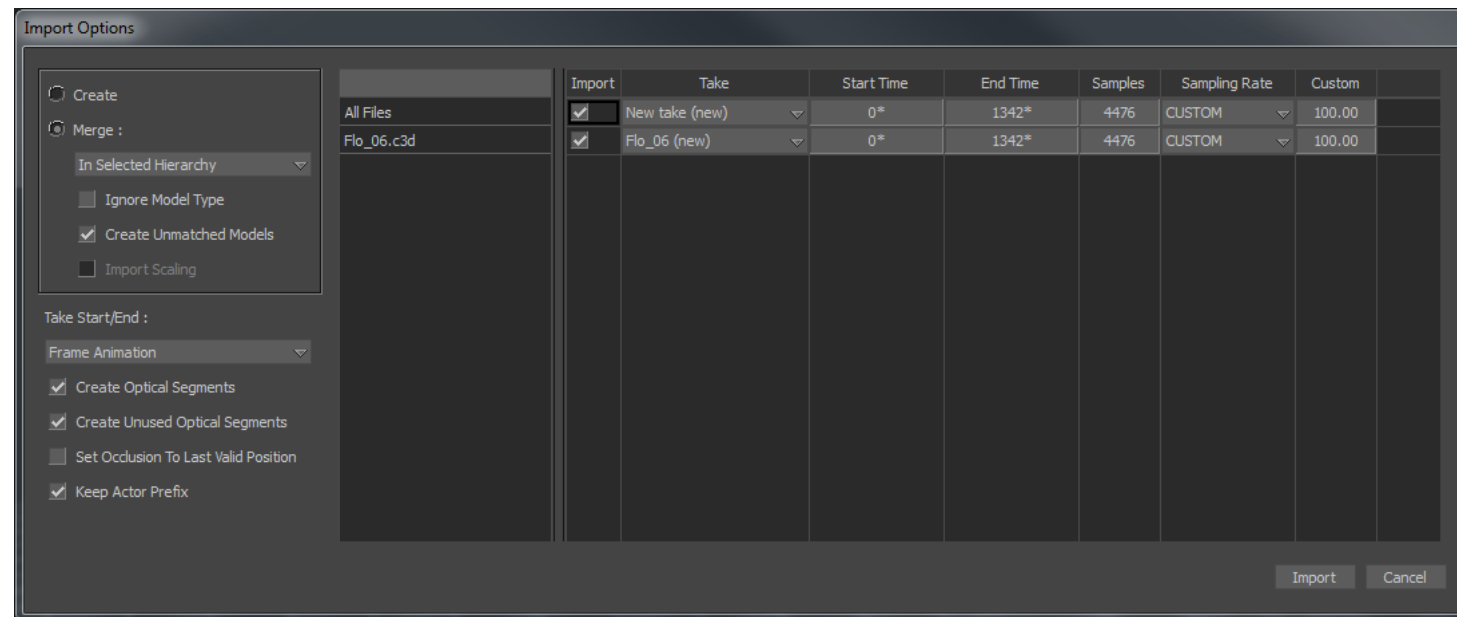 Import Options
Create
Merge :
In Selected Hierarchy
Ignore Model Type
Create Unmatched Models
Import Scaling
Take Start/End :
Frame Animation
Create Optical Segments
Create Unused Optical Segments
Set Occlusion To Last Valid Position
Keep Actor Prefix
Import Take Start Time End Time Samples Sampling Rate Custom
All Files New take (new) 0* 1342* 4476 CUSTOM 100.00
Flo_06.c3d Flo_06 (new) 0* 1342* 4476 CUSTOM 100.00
Import Cancel